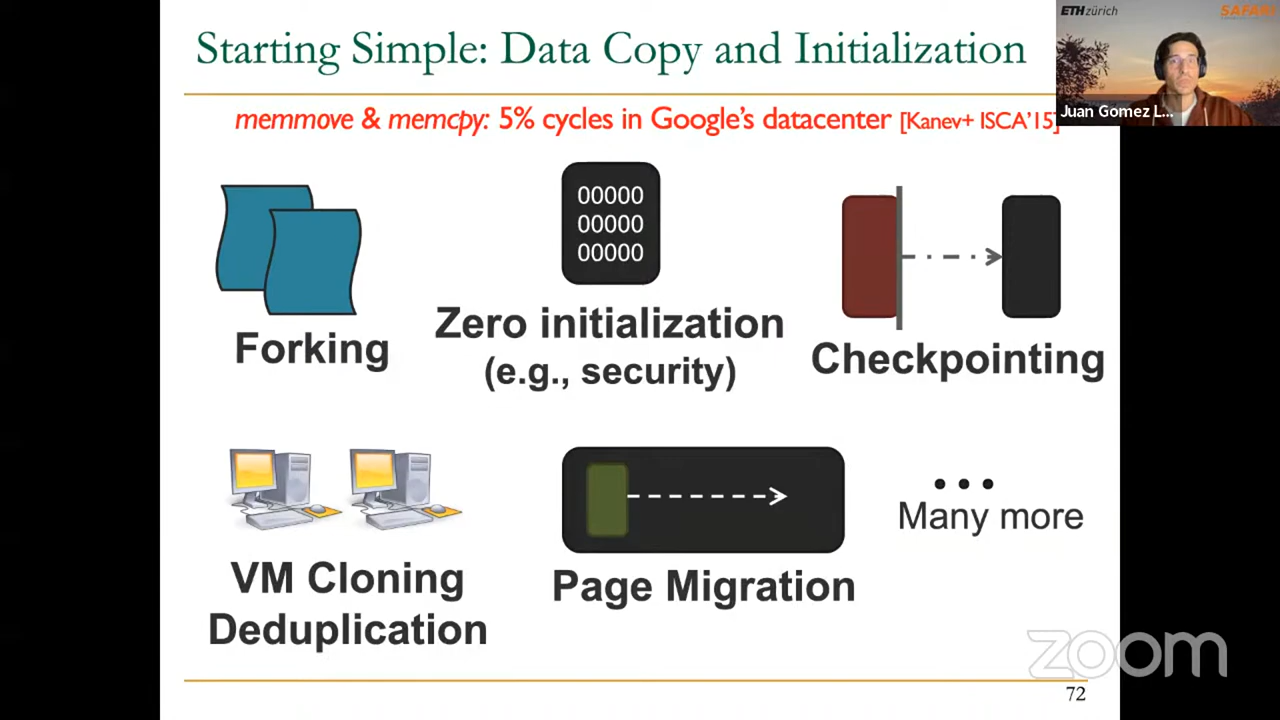 Starting Simple: Data Copy and Initialization
ETH zürich
SAFARI
Juan Gomez L...
memmove & memcpy: 5% cycles in Google's datacenter [Kanev+ ISCA'15]
00000
00000
00000
Forking
Zero initialization
(e.g., security)
Checkpointing
VM Cloning
Deduplication
Page Migration
...
Many more
zoom
72